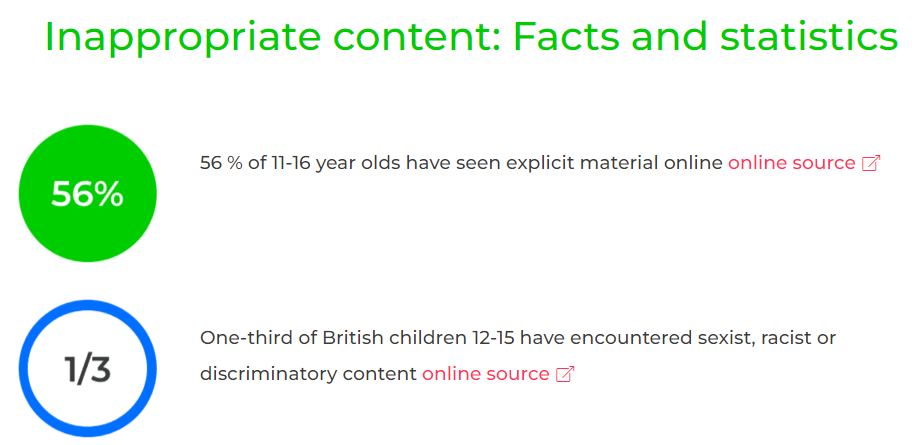 Inappropriate content: Facts and statistics
56%
56 % of 11-16 year olds have seen explicit material online online source
1/3
One-third of British children 12-15 have encountered sexist, racist or
discriminatory content online source